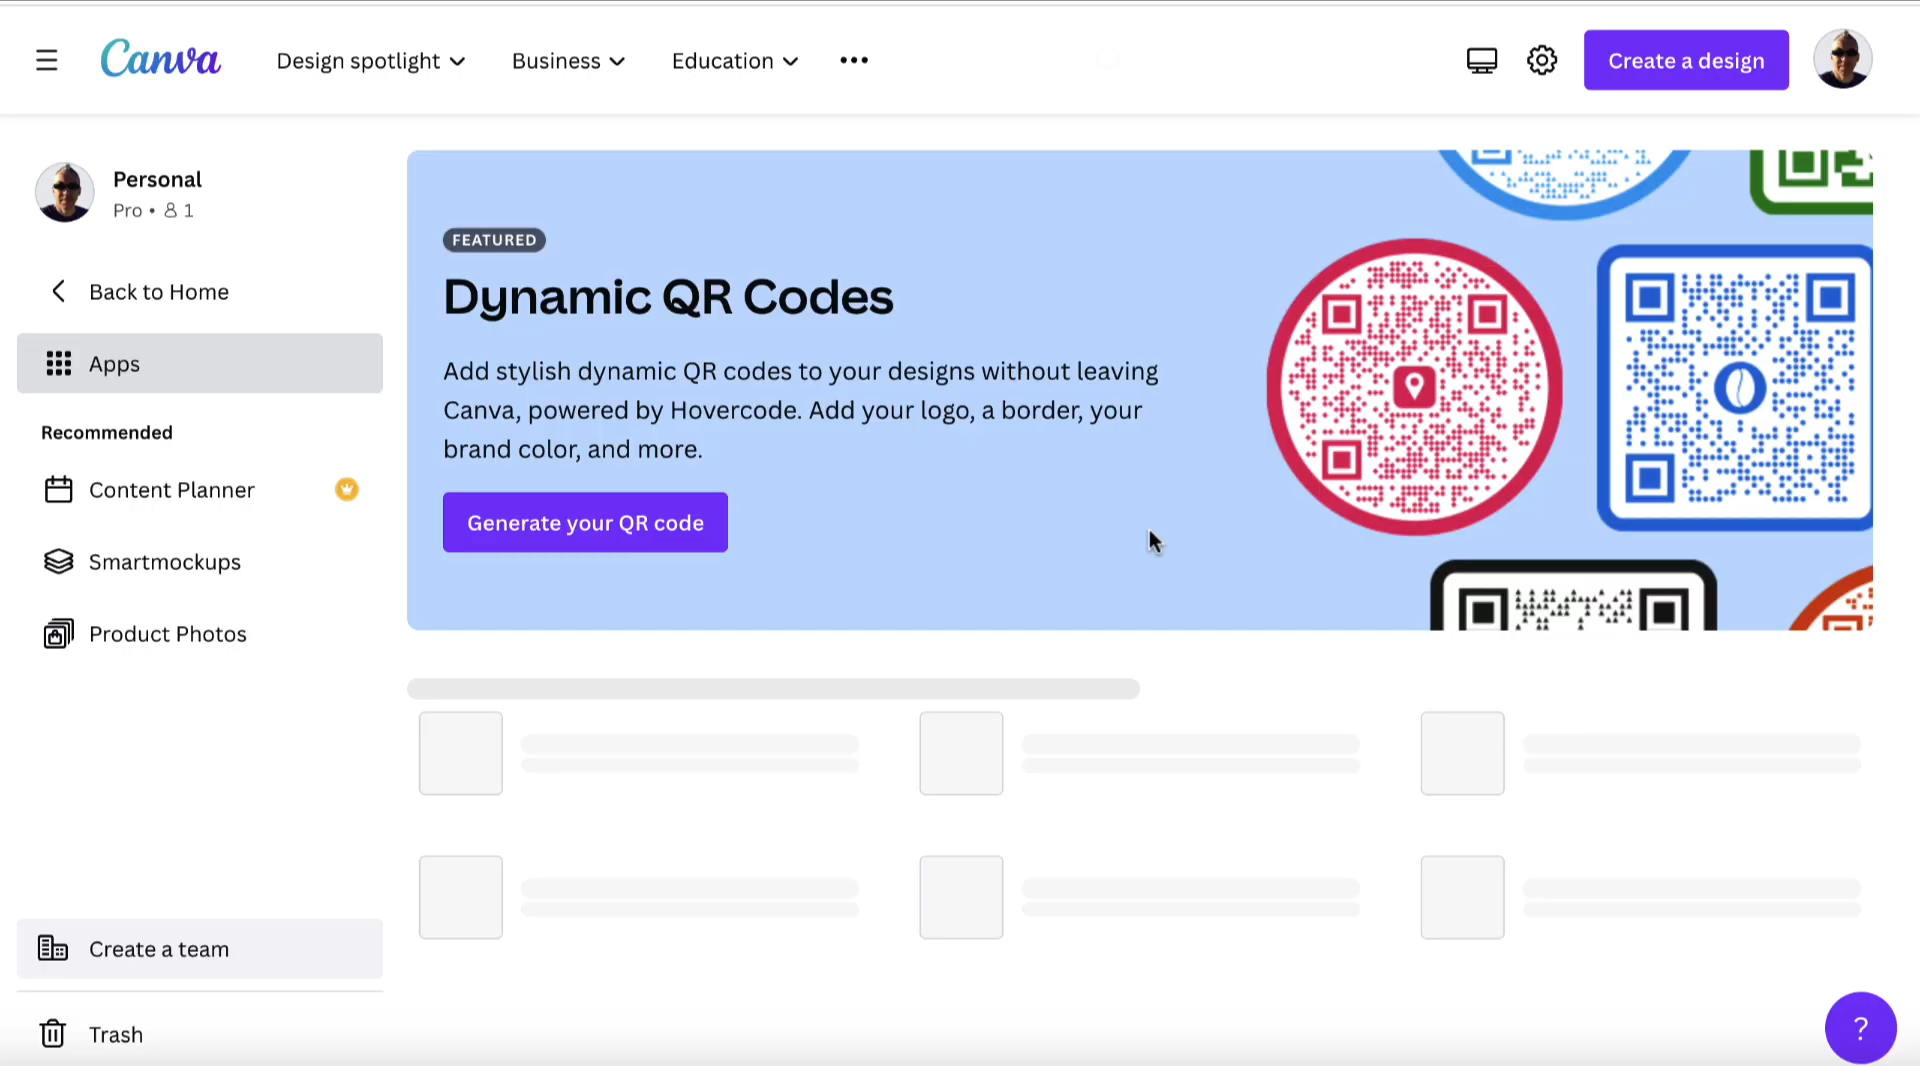 Canva
Design spotlight
Business
Education
Create a design
Personal
Pro • 1
Back to Home
Apps
Recommended
Content Planner
Smartmockups
Product Photos
Create a team
Trash
FEATURED
Dynamic QR Codes
Add stylish dynamic QR codes to your designs without leaving
Canva, powered by Hovercode. Add your logo, a border, your
brand color, and more.
Generate your QR code
?